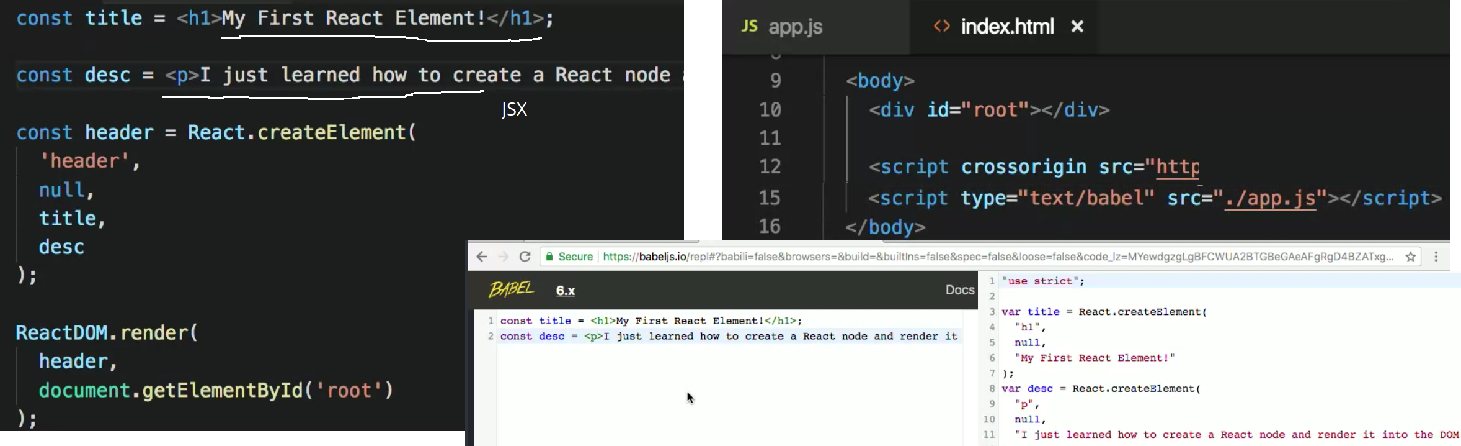 const title = <h1>My First React Element!</h1>;
const desc = <p>I just learned how to create a React node
JSX
const header = React.createElement(
'header',
null,
title,
desc
);
ReactDOM.render(
header,
document.getElementById('root')
);
JS app.js <> index.html ×
9 <body>
10 <div id="root"></div>
11
12 <script crossorigin src="http
15 <script type="text/babel" src="./app.js"></script>
16 </body>
Secure https://babeljs.io/repl#?babili=false&browsers=&build=&builtIns=false&spec=false&loose=false&code_lz=MYewdgzgLgBFCWUA2BTGBeGAeAFgRgD4BZATxg...
BABEL 6.x Docs
1 const title = <h1>My First React Element!</h1>;
2 const desc = <p>I just learned how to create a React node and render it
1 "use strict";
2
3 var title = React.createElement(
4 "h1",
5 null,
6 "My First React Element!"
7 );
8 var desc = React.createElement(
9 "p",
10 null,
11 "I just learned how to create a React node and render it into the DOM